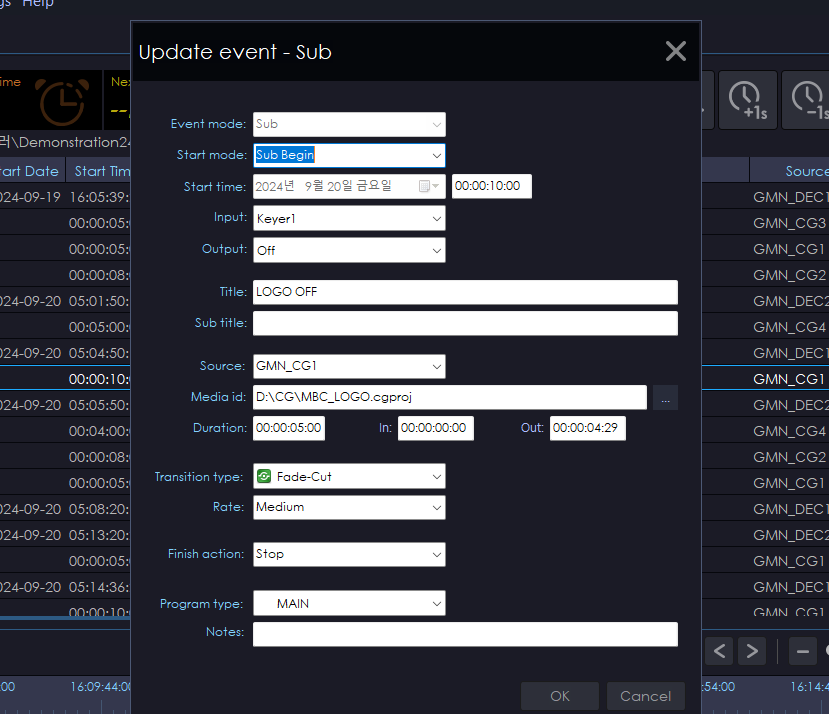 gs Help
Update event - Sub
ime
Nex
+1s
-1s
러\Demonstration24
Event mode: Sub
Start mode: Sub Begin
art Date Start Tim
Source
Start time: 2024년 9월 20일 금요일 00:00:10:00
024-09-19 16:05:39: GMN_DEC1
Input: Keyer1
00:00:05:0 GMN_CG3
Output: Off
00:00:05:0 GMN_CG1
00:00:08:0 GMN_CG2
Title: LOGO OFF
024-09-20 05:01:50: GMN_DEC2
Sub title:
00:05:00: GMN_CG4
024-09-20 05:04:50: GMN_DEC1
Source: GMN_CG1
00:00:10: GMN_CG1
Media id: D:\CG\MBC_LOGO.cgproj ...
024-09-20 05:05:50: GMN_DEC2
Duration: 00:00:05:00 In: 00:00:00:00 Out: 00:00:04:29
00:04:00: GMN_CG4
00:00:08: GMN_CG2
Transition type: Fade-Cut
00:00:05: GMN_CG1
Rate: Medium
024-09-20 05:08:20: GMN_DEC1
024-09-20 05:13:20: GMN_DEC2
Finish action: Stop
00:00:05: GMN_CG1
024-09-20 05:14:36: GMN_DEC1
Program type: MAIN
00:00:10: GMN_CG1
Notes:
:00 16:09:44:00 :54:00 16:14:4
OK Cancel